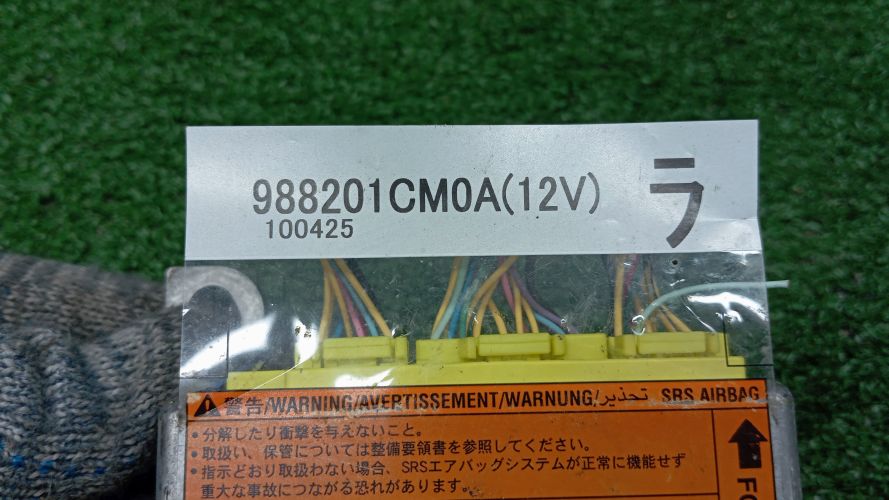 988201CM0A(12V) ラ
100425
警告/WARNING/AVERTISSEMENT/WARNUNG/تحذير SRS AIRBAG
・分解したり衝撃を与えないこと。
・取扱い、保管については整備要領書を参照してください。
・指示どおり取扱わない場合、SRSエアバッグシステムが正常に機能せず
重大な事故につながる恐れがあります。